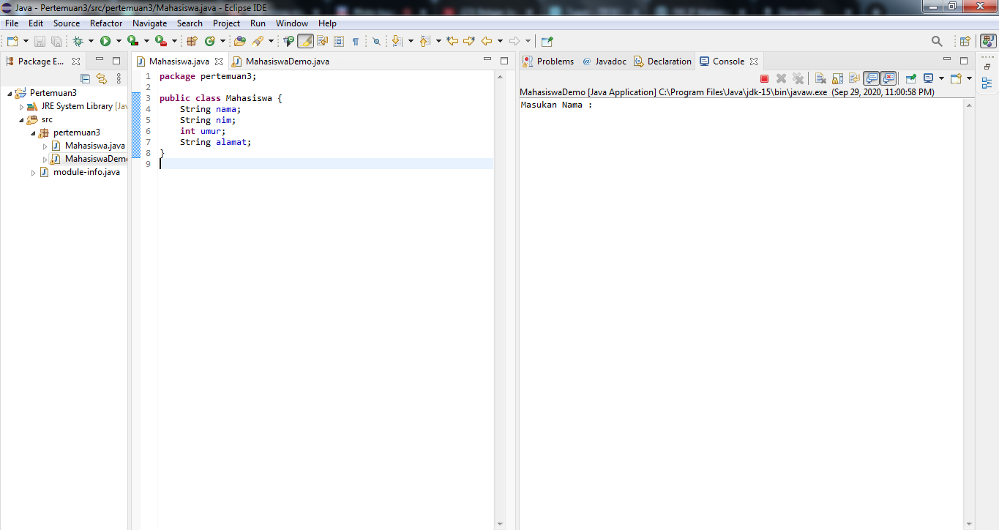 Java - Pertemuan3/src/pertemuan3/Mahasiswa.java - Eclipse IDE
File Edit Source Refactor Navigate Search Project Run Window Help
Package E...
Pertemuan3
JRE System Library [Jav
src
pertemuan3
Mahasiswa.java
MahasiswaDemo
module-info.java
Mahasiswa.java MahasiswaDemo.java
1 package pertemuan3;
2
3 public class Mahasiswa {
4 String nama;
5 String nim;
6 int umur;
7 String alamat;
8 }
9
Problems @ Javadoc Declaration Console
MahasiswaDemo [Java Application] C:\Program Files\Java\jdk-15\bin\javaw.exe (Sep 29, 2020, 11:00:58 PM)
Masukan Nama :